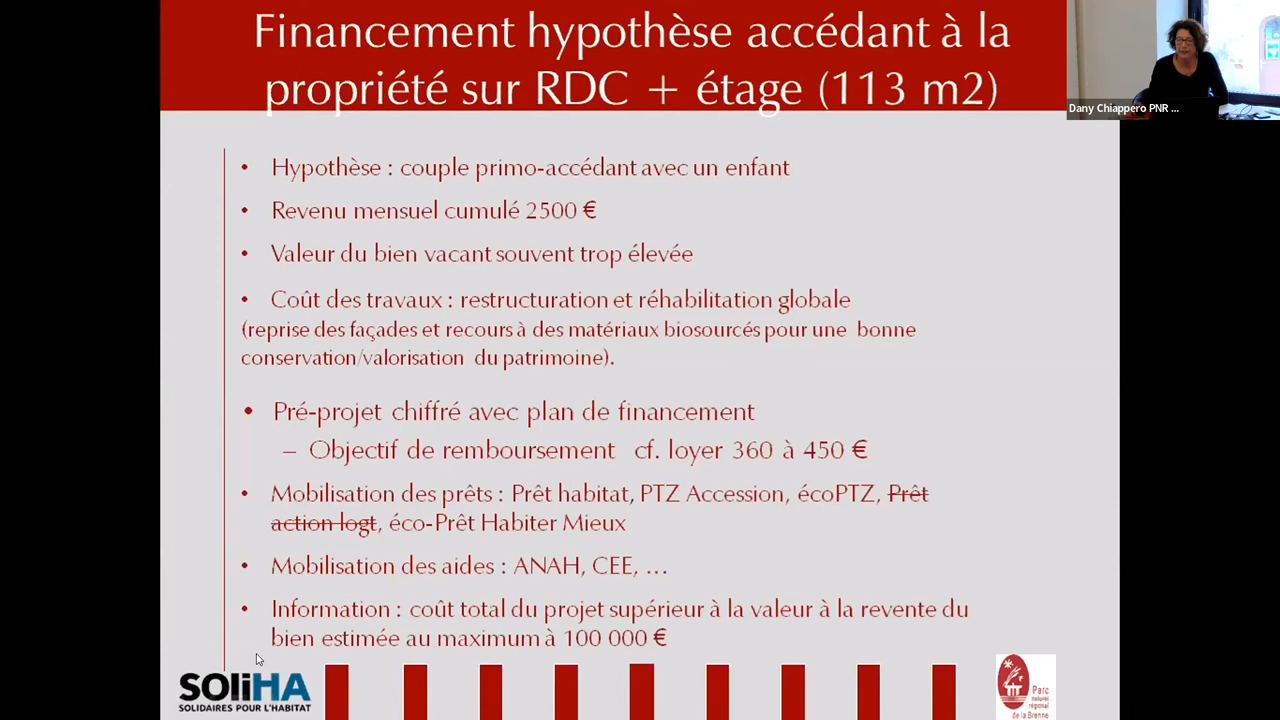 Financement hypothèse accédant à la
propriété sur RDC + étage (113 m2)
Dany Chiappero PNR ...
• Hypothèse : couple primo-accédant avec un enfant
• Revenu mensuel cumulé 2500 €
• Valeur du bien vacant souvent trop élevée
• Coût des travaux : restructuration et réhabilitation globale
(reprise des façades et recours à des matériaux biosourcés pour une bonne
conservation/valorisation du patrimoine).
• Pré-projet chiffré avec plan de financement
– Objectif de remboursement cf. loyer 360 à 450 €
• Mobilisation des prêts : Prêt habitat, PTZ Accession, écoPTZ, Prêt
action logt, éco-Prêt Habiter Mieux
• Mobilisation des aides : ANAH, CEE, …
• Information : coût total du projet supérieur à la valeur à la revente du
bien estimée au maximum à 100 000 €
SOLiHA
SOLIDAIRES POUR L'HABITAT
Parc
naturel
régional
de la Brenne